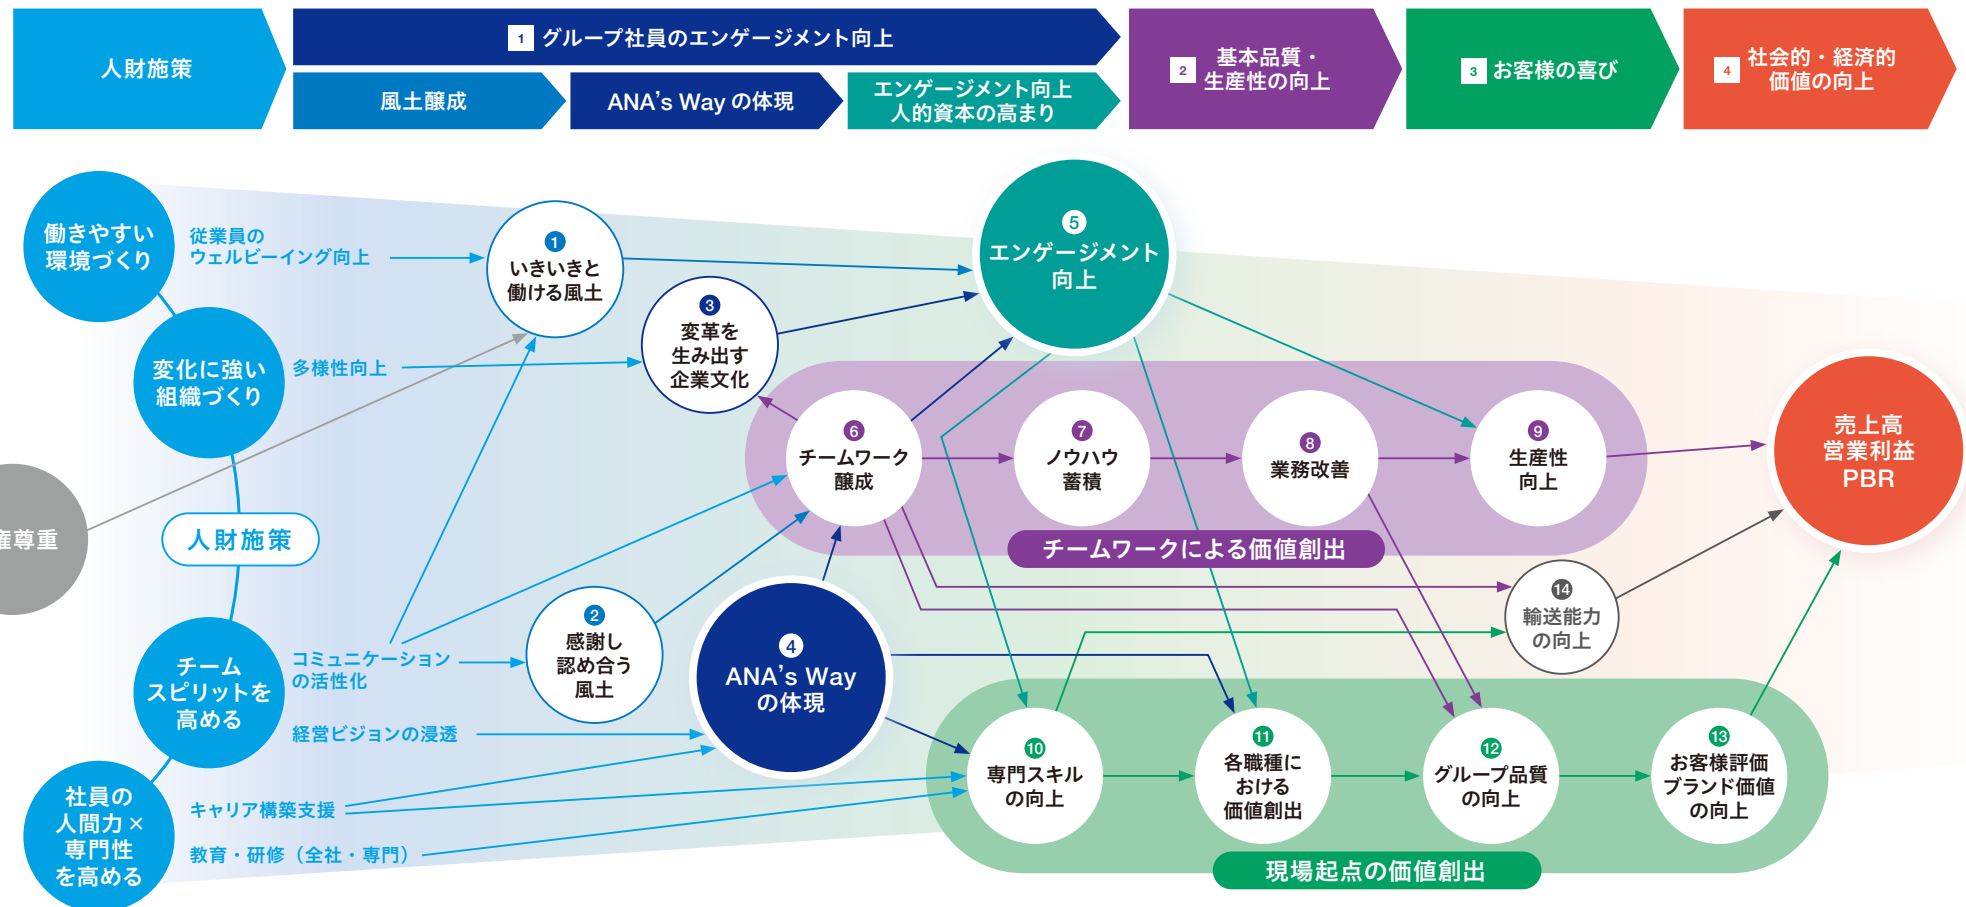 人財施策
1 グループ社員のエンゲージメント向上
風土醸成
ANA's Way の体現
エンゲージメント向上
人的資本の高まり
2 基本品質・
生産性の向上
3 お客様の喜び
4 社会的・経済的
価値の向上
働きやすい
環境づくり
従業員の
ウェルビーイング向上
変化に強い
組織づくり
多様性向上
権尊重
人財施策
チーム
スピリットを
高める
コミュニケーション
の活性化
経営ビジョンの浸透
社員の
人間力×
専門性
を高める
キャリア構築支援
教育・研修（全社・専門）
1
いきいきと
働ける風土
2
感謝し
認め合う
風土
3
変革を
生み出す
企業文化
4
ANA's Way
の体現
5
エンゲージメント
向上
6
チームワーク
醸成
7
ノウハウ
蓄積
8
業務改善
9
生産性
向上
チームワークによる価値創出
10
専門スキル
の向上
11
各職種に
おける
価値創出
12
グループ品質
の向上
13
お客様評価
ブランド価値
の向上
現場起点の価値創出
14
輸送能力
の向上
売上高
営業利益
PBR